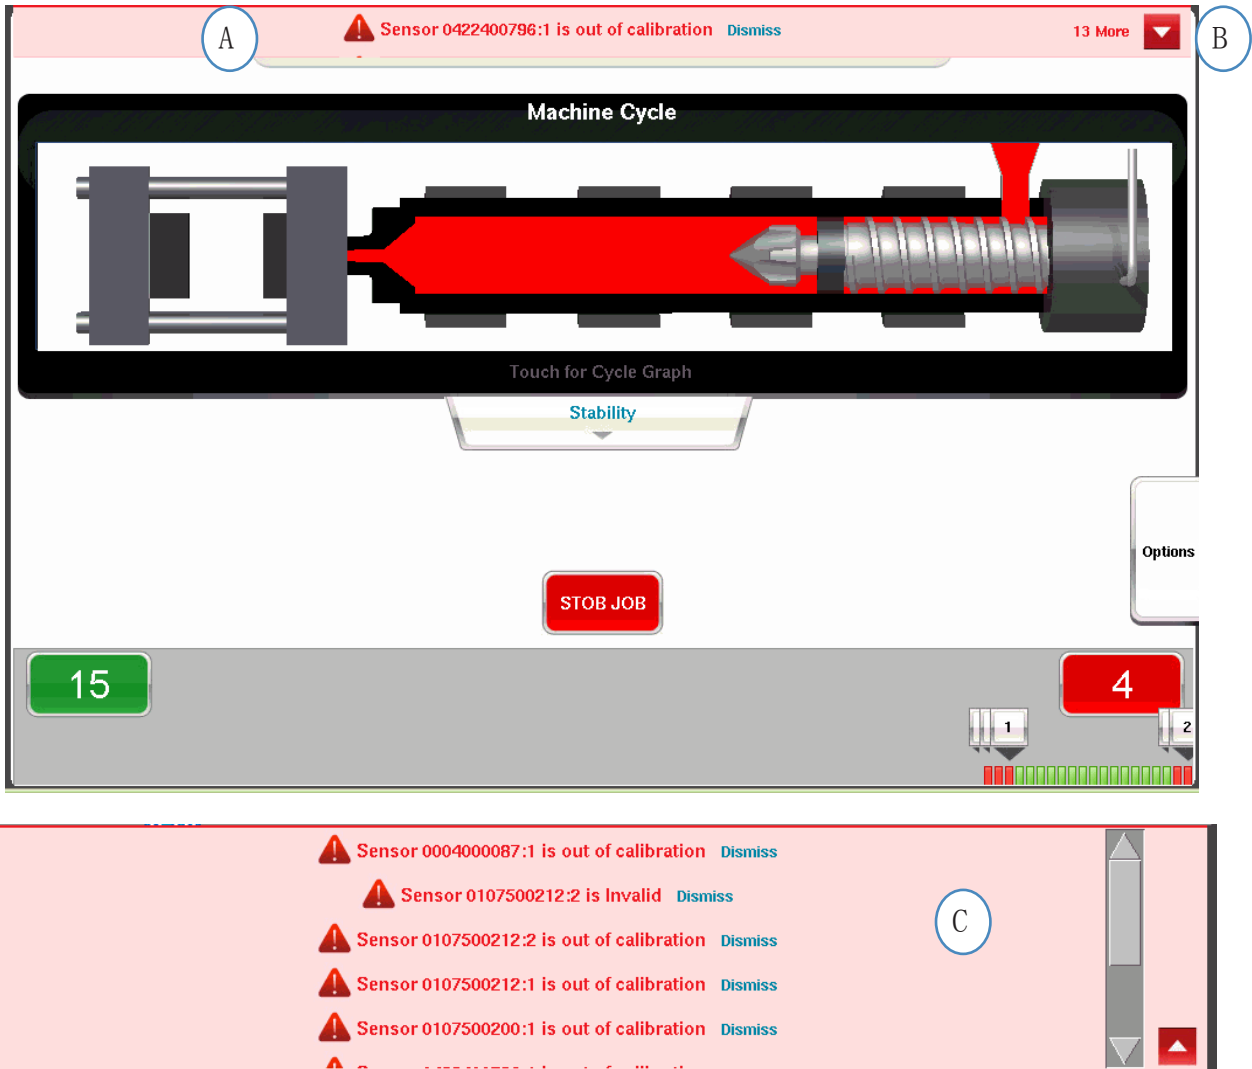 A
Sensor 0422400796:1 is out of calibration Dismiss
13 More
B
Machine Cycle
Touch for Cycle Graph
Stability
Options
STOB JOB
15
4
1
2
Sensor 0004000087:1 is out of calibration Dismiss
Sensor 0107500212:2 is Invalid Dismiss
C
Sensor 0107500212:2 is out of calibration Dismiss
Sensor 0107500212:1 is out of calibration Dismiss
Sensor 0107500200:1 is out of calibration Dismiss